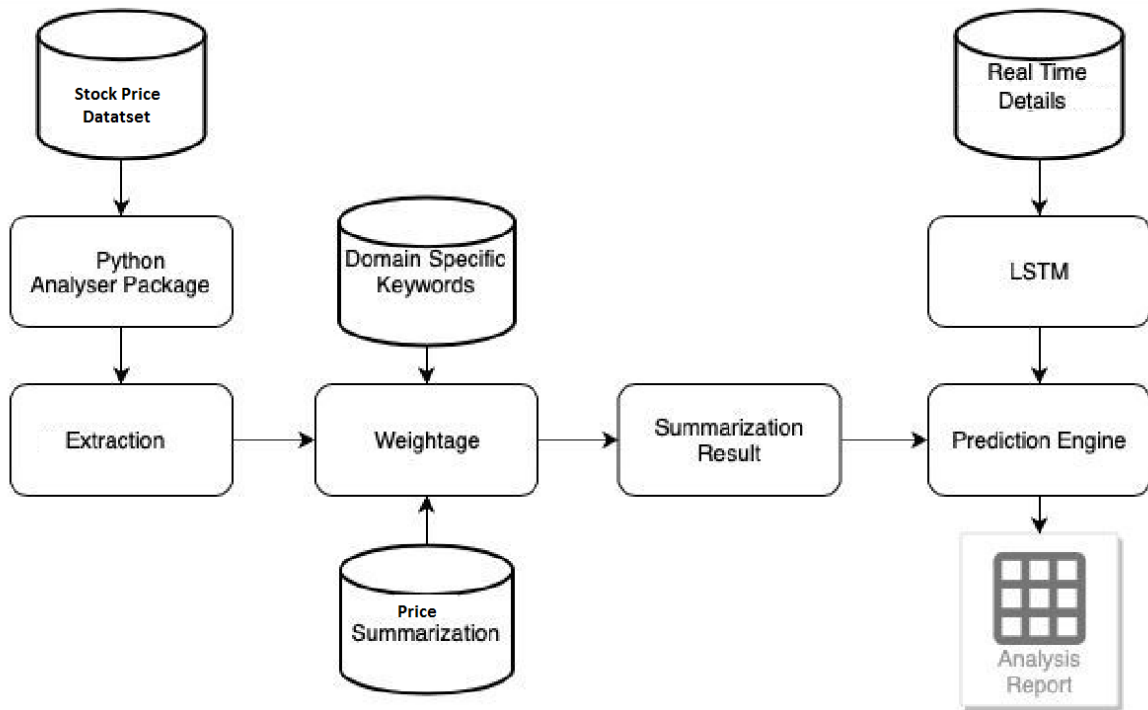 Stock Price
Datatset
Real Time
Details
Python
Analyser Package
Domain Specific
Keywords
LSTM
Extraction
Weightage
Summarization
Result
Prediction Engine
Price
Summarization
Analysis
Report